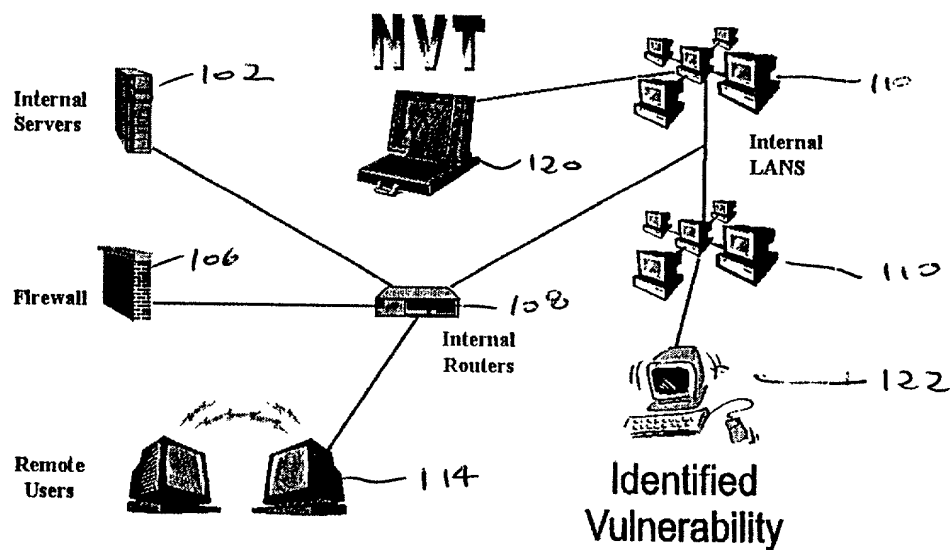 NVT
102
Internal
Servers
110
Internal
LANS
120
106
Firewall
108
110
Internal
Routers
122
Remote
Users
114
Identified
Vulnerability